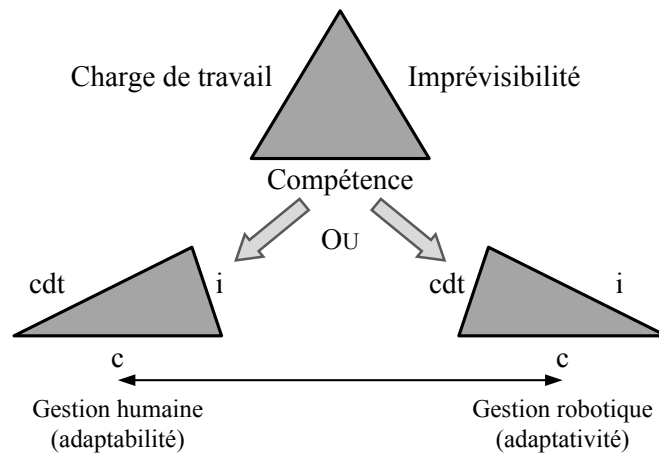 Charge de travail
Imprévisibilité
Compétence
OU
cdt
i
cdt
i
c
c
Gestion humaine
(adaptabilité)
Gestion robotique
(adaptativité)